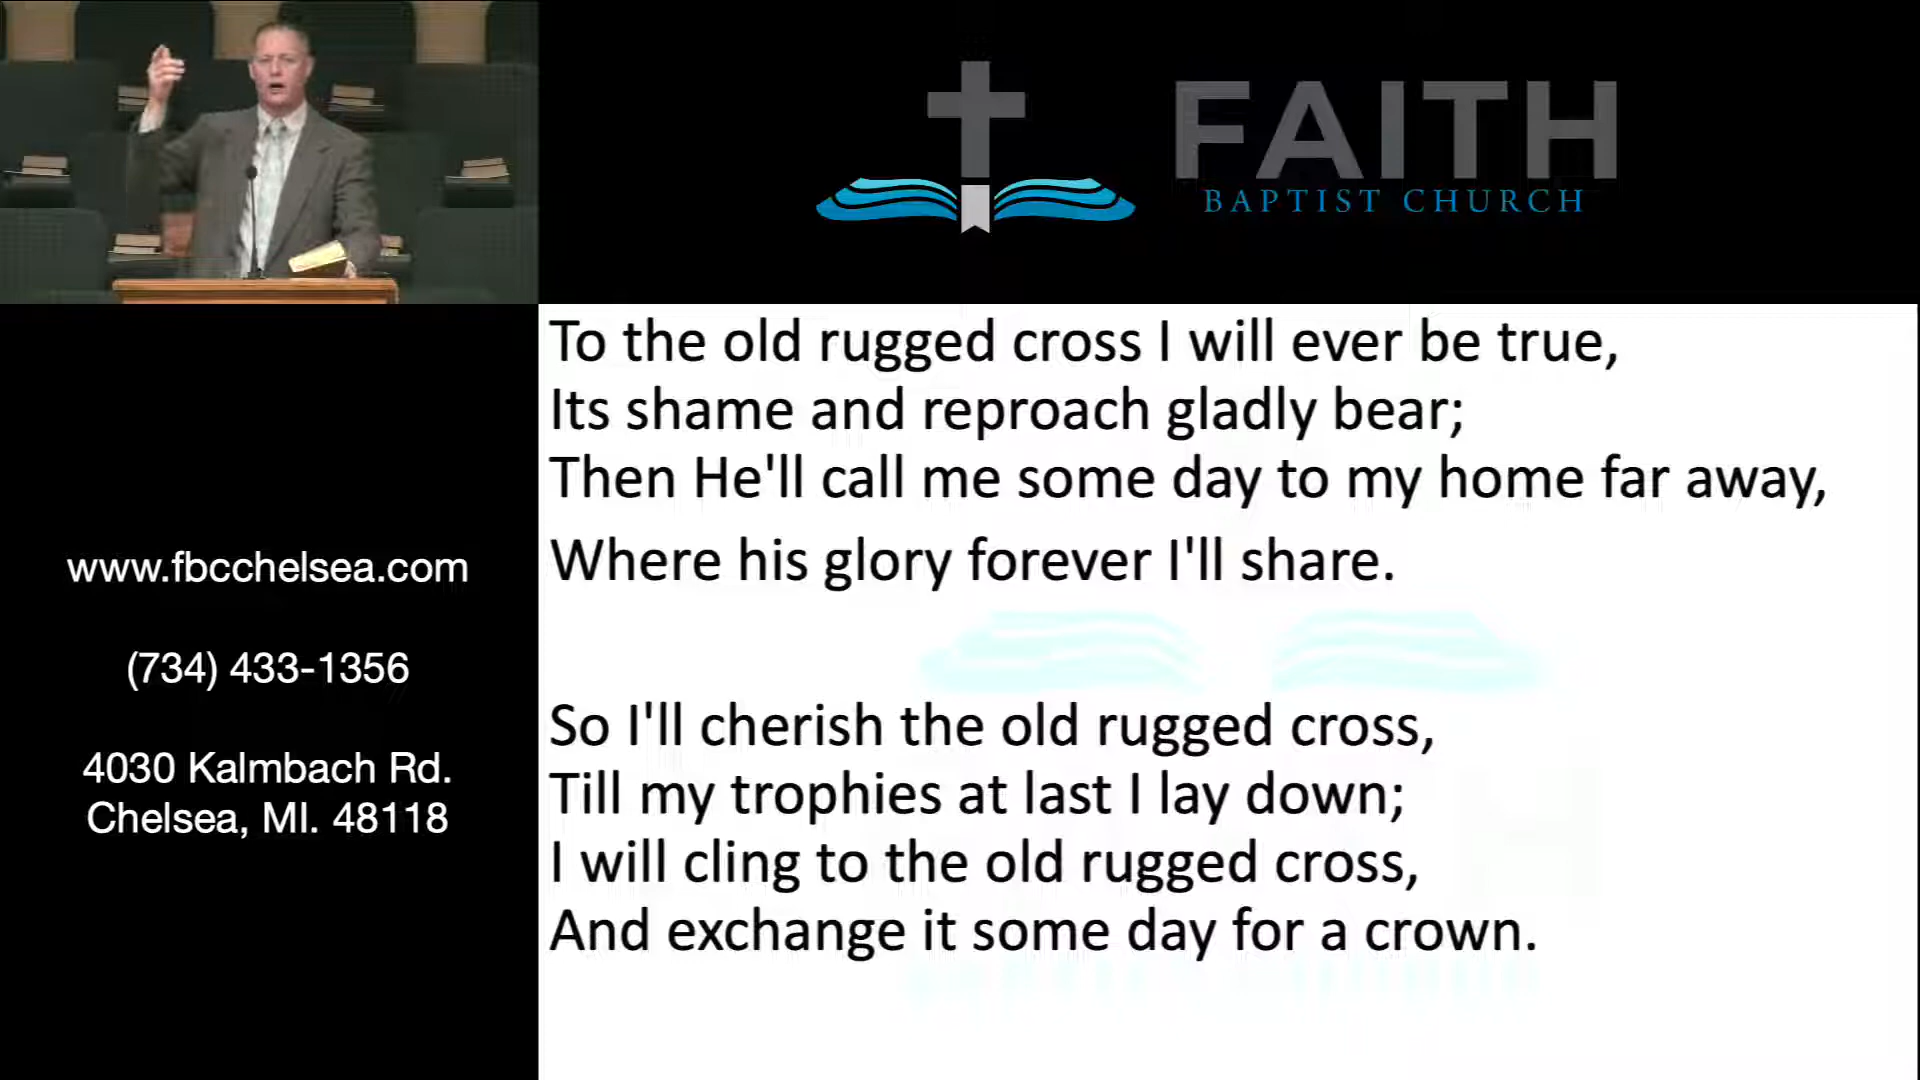 FAITH
BAPTIST CHURCH
To the old rugged cross I will ever be true,
Its shame and reproach gladly bear;
Then He'll call me some day to my home far away,
Where his glory forever I'll share.
So I'll cherish the old rugged cross,
Till my trophies at last I lay down;
I will cling to the old rugged cross,
And exchange it some day for a crown.
www.fbcchelsea.com
(734) 433-1356
4030 Kalmbach Rd.
Chelsea, MI. 48118